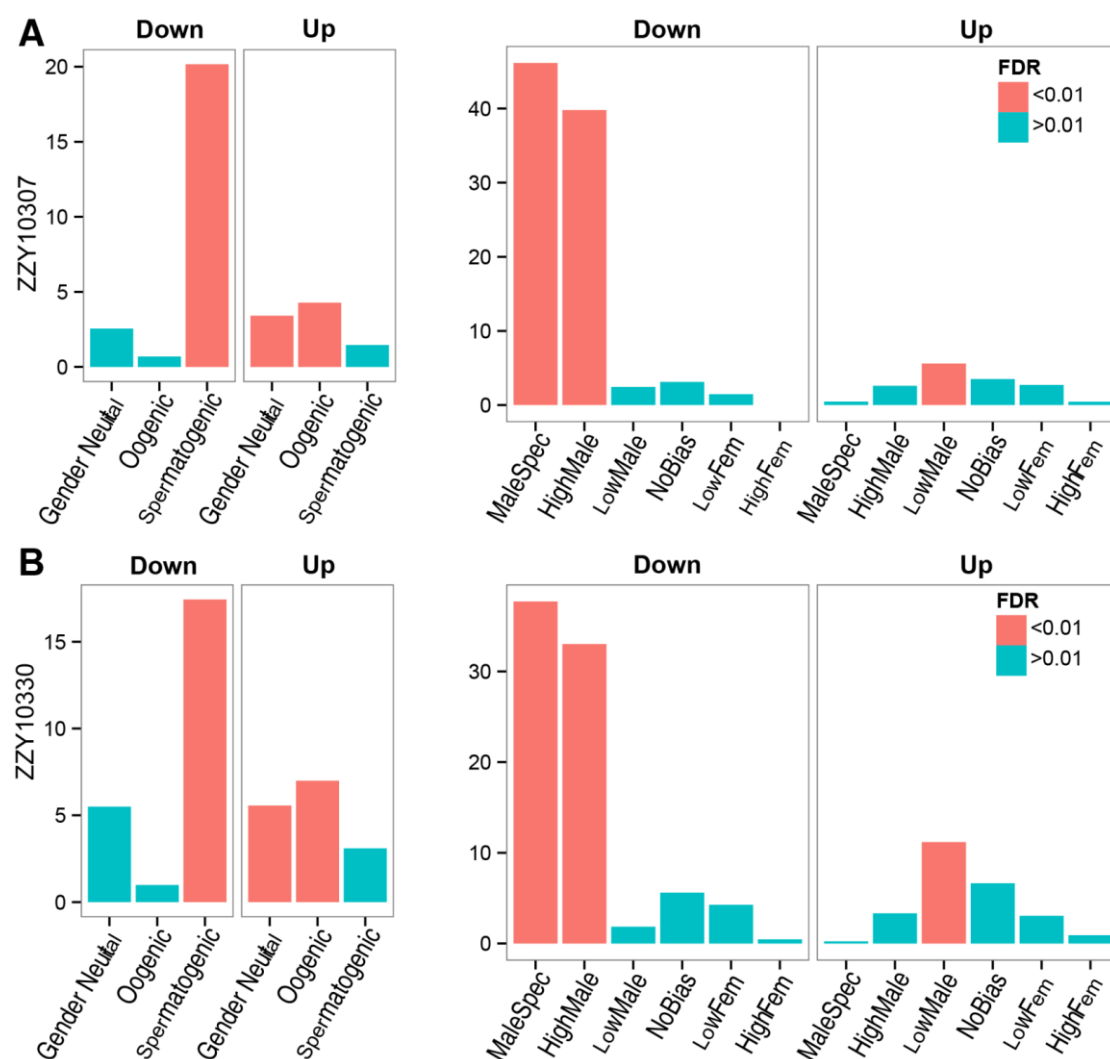 A
Down
Up
Down
Up
ZZY10307
20
15
10
5
0
40
30
20
10
0
FDR
<0.01
>0.01
Gender Neutral
Oogenic
Spermatogenic
Gender Neutral
Oogenic
Spermatogenic
MaleSpec
HighMale
LowMale
NoBias
LowFem
HighFem
MaleSpec
HighMale
LowMale
NoBias
LowFem
HighFem
B
Down
Up
Down
Up
ZZY10330
15
10
5
0
30
20
10
0
FDR
<0.01
>0.01
Gender Neutral
Oogenic
Spermatogenic
Gender Neutral
Oogenic
Spermatogenic
MaleSpec
HighMale
LowMale
NoBias
LowFem
HighFem
MaleSpec
HighMale
LowMale
NoBias
LowFem
HighFem